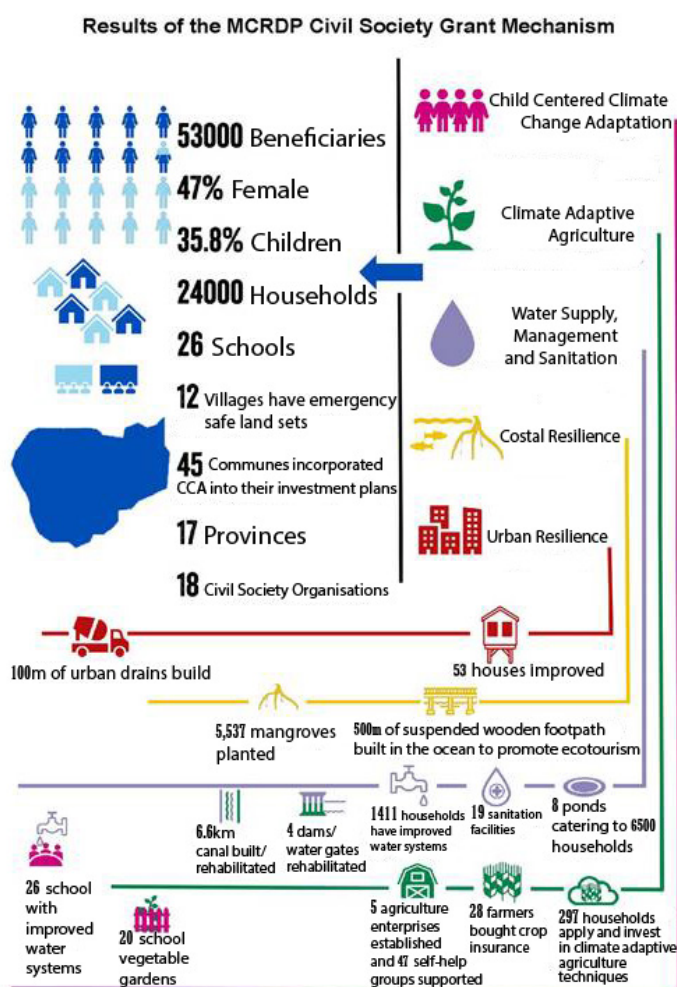 Results of the MCRDP Civil Society Grant Mechanism
53000 Beneficiaries
47% Female
35.8% Children
24000 Households
26 Schools
12 Villages have emergency
safe land sets
45 Communes incorporated
CCA into their investment plans
17 Provinces
18 Civil Society Organisations
Child Centered Climate
Change Adaptation
Climate Adaptive
Agriculture
Water Supply,
Management
and Sanitation
Costal Resilience
Urban Resilience
100m of urban drains build
53 houses improved
5,537 mangroves
planted
500m of suspended wooden footpath
built in the ocean to promote ecotourism
6.6km
canal built/
rehabilitated
4 dams/
water gates
rehabilitated
1411 households
have improved
water systems
19 sanitation
facilities
8 ponds
catering to 6500
households
26 school
with
improved
water
systems
20 school
vegetable
gardens
5 agriculture
enterprises
established
and 47 self-help
groups supported
28 farmers
bought crop
insurance
297 households
apply and invest
in climate adaptive
agriculture
techniques